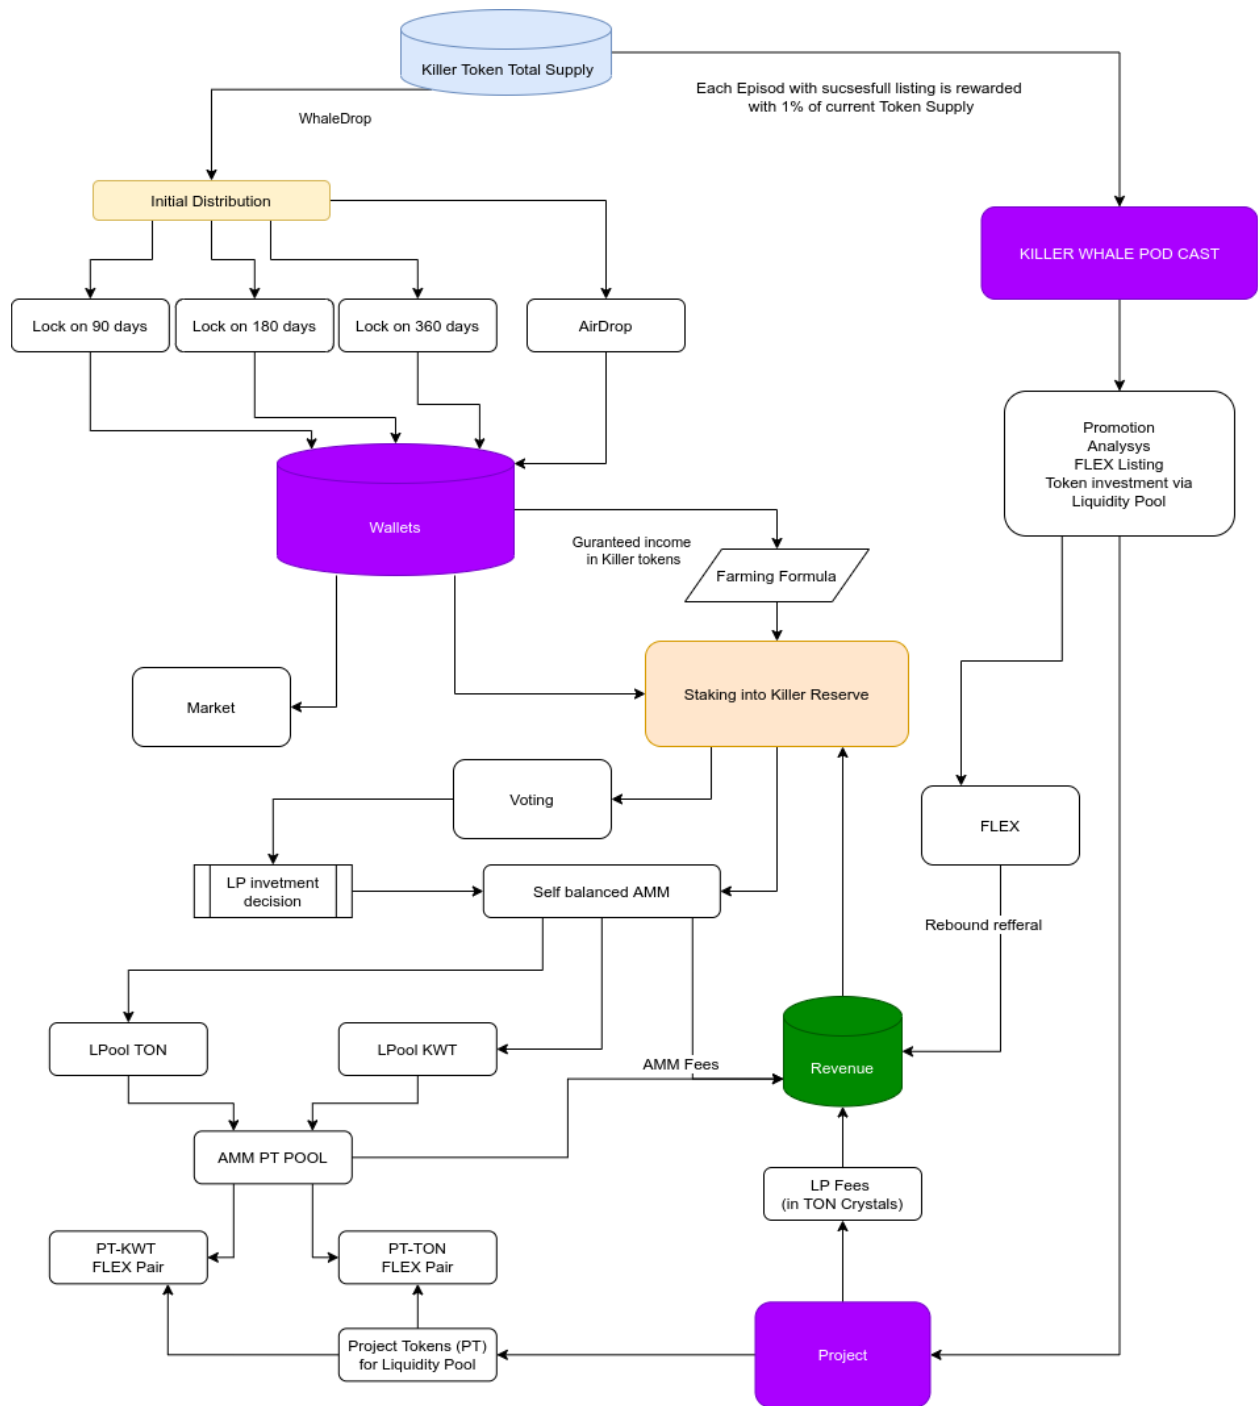 Killer Token Total Supply
Each Episod with sucsesfull listing is rewarded
with 1% of current Token Supply
WhaleDrop
Initial Distribution
KILLER WHALE POD CAST
Lock on 90 days
Lock on 180 days
Lock on 360 days
AirDrop
Promotion
Analysys
FLEX Listing
Token investment via
Liquidity Pool
Wallets
Guranteed income
in Killer tokens
Farming Formula
Staking into Killer Reserve
Market
Voting
FLEX
LP invetment
decision
Self balanced AMM
Rebound refferal
LPool TON
LPool KWT
AMM Fees
Revenue
AMM PT POOL
LP Fees
(in TON Crystals)
PT-KWT
FLEX Pair
PT-TON
FLEX Pair
Project Tokens (PT)
for Liquidity Pool
Project